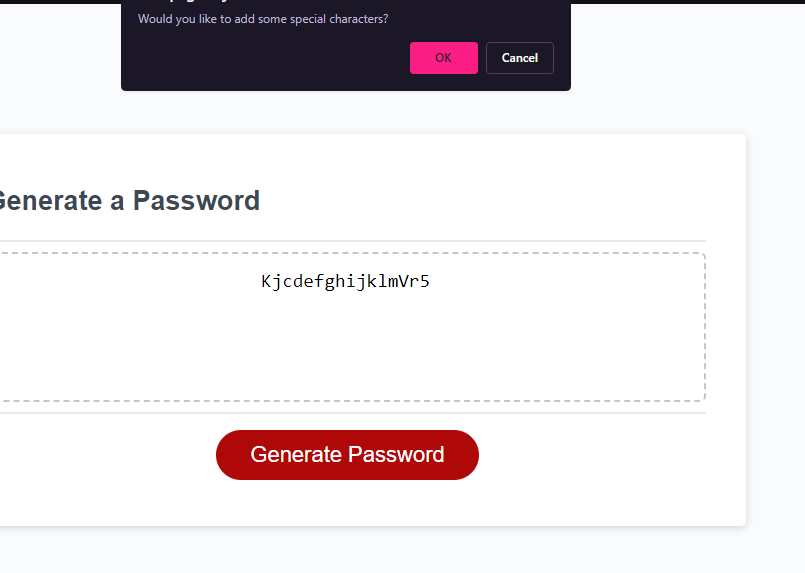 Would you like to add some special characters?
OK
Cancel
Generate a Password
KjcdefghijklmVr5
Generate Password